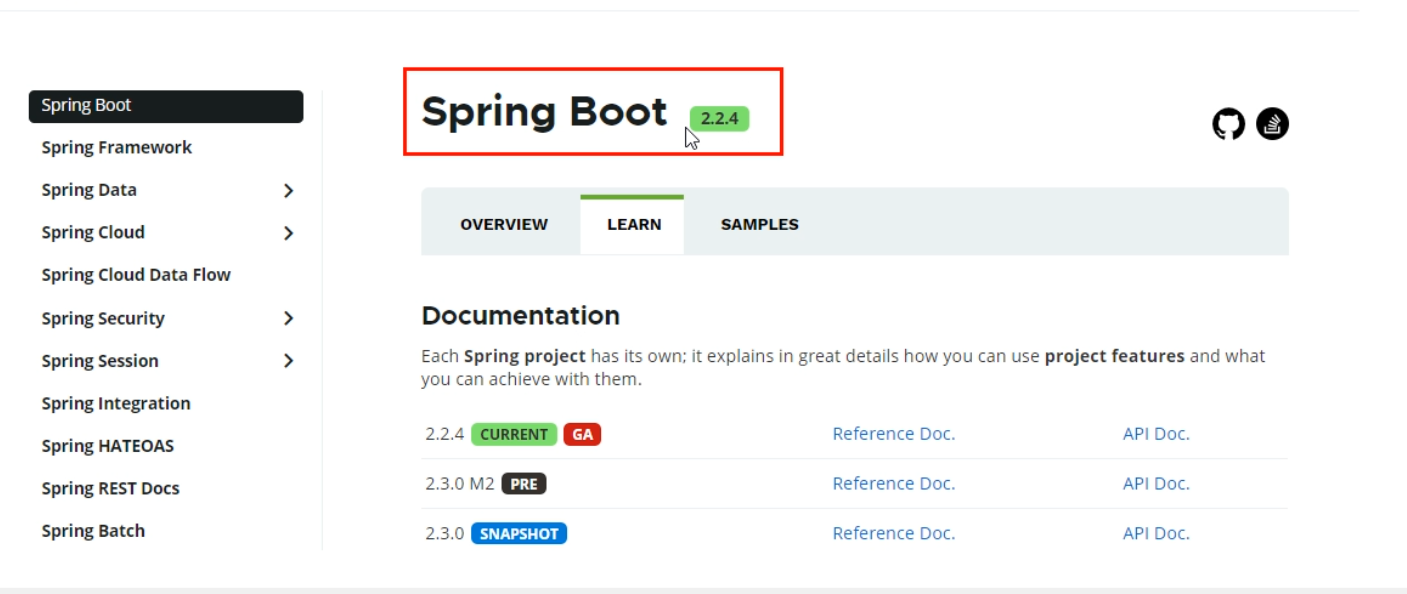 Spring Boot
Spring Framework
Spring Data
Spring Cloud
Spring Cloud Data Flow
Spring Security
Spring Session
Spring Integration
Spring HATEOAS
Spring REST Docs
Spring Batch
Spring Boot 2.2.4
OVERVIEW LEARN SAMPLES
Documentation
Each Spring project has its own; it explains in great details how you can use project features and what
you can achieve with them.
2.2.4 CURRENT GA Reference Doc. API Doc.
2.3.0 M2 PRE Reference Doc. API Doc.
2.3.0 SNAPSHOT Reference Doc. API Doc.